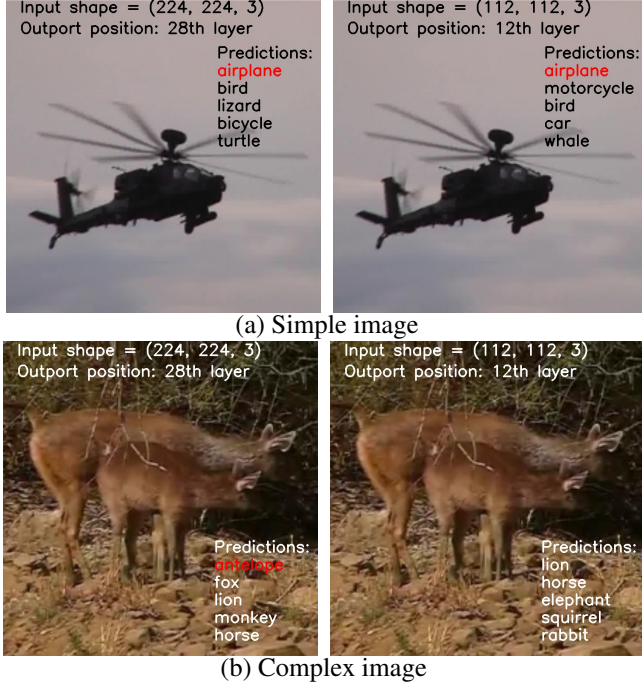 Input shape = (224, 224, 3)
Outport position: 28th layer
Predictions:
airplane
bird
lizard
bicycle
turtle
Input shape = (112, 112, 3)
Outport position: 12th layer
Predictions:
airplane
motorcycle
bird
car
whale
(a) Simple image
Input shape = (224, 224, 3)
Outport position: 28th layer
Predictions:
antelope
fox
lion
monkey
horse
Input shape = (112, 112, 3)
Outport position: 12th layer
Predictions:
lion
horse
elephant
squirrel
rabbit
(b) Complex image